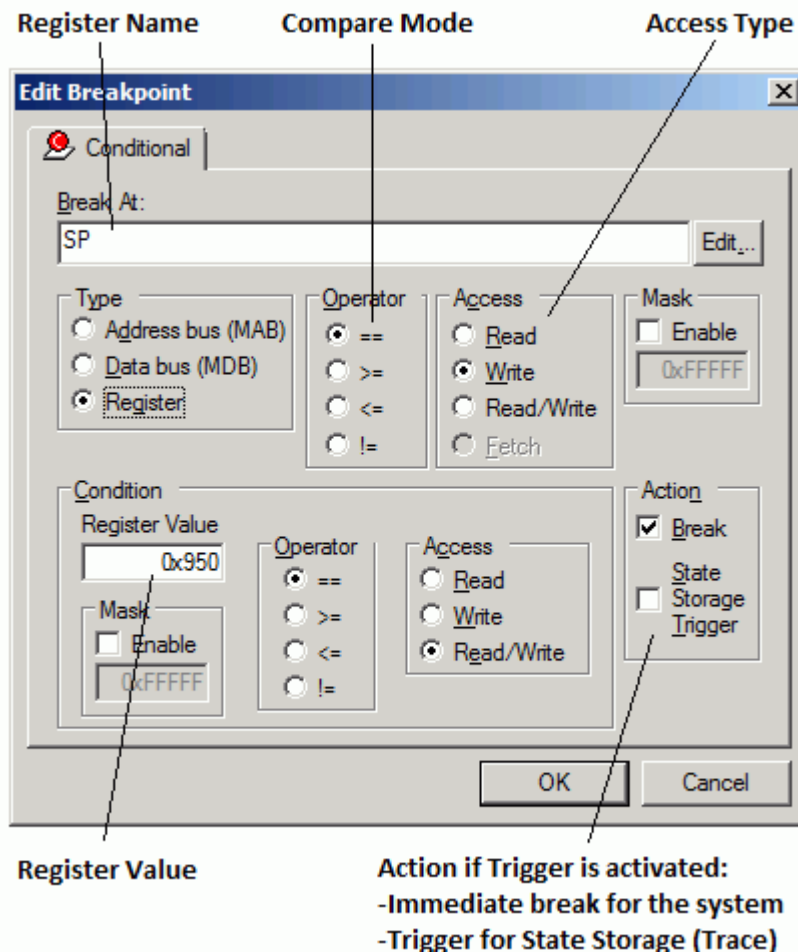 Register Name Compare Mode Access Type
Edit Breakpoint
Conditional
Break At:
SP
Edit...
Type
Address bus (MAB)
Data bus (MDB)
Register
Operator
==
>=
<=
!=
Access
Read
Write
Read/Write
Fetch
Mask
Enable
0xFFFFF
Condition
Register Value
0x950
Mask
Enable
0xFFFFF
Operator
==
>=
<=
!=
Access
Read
Write
Read/Write
Action
Break
State
Storage
Trigger
OK
Cancel
Register Value
Action if Trigger is activated:
-Immediate break for the system
-Trigger for State Storage (Trace)